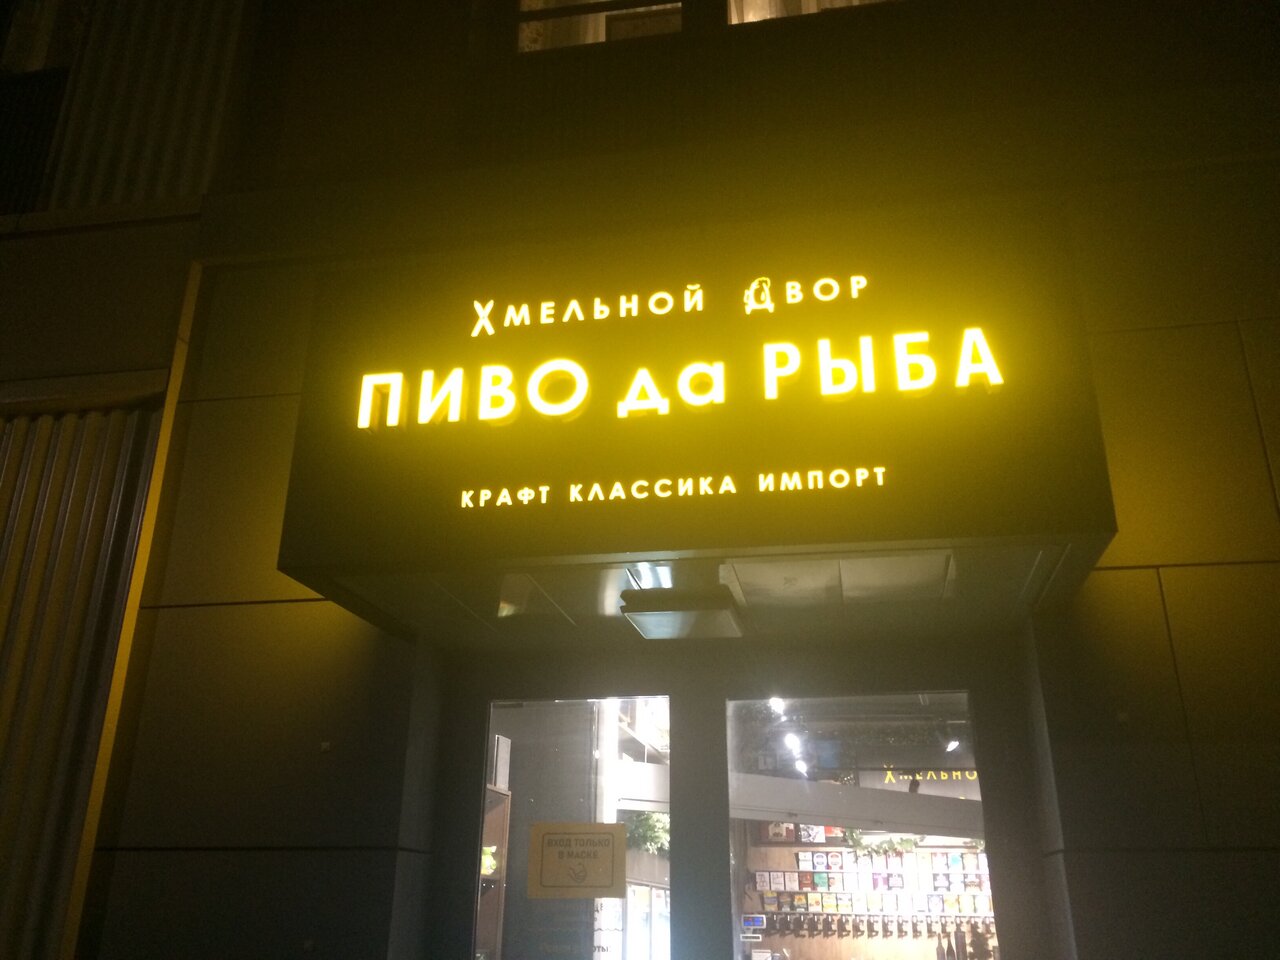 Хмельной Двор
ПИВО да РЫБА
КРАФТ КЛАССИКА ИМПОРТ
Хмельно
ВХОД ТОЛЬКО
В МАСКЕ